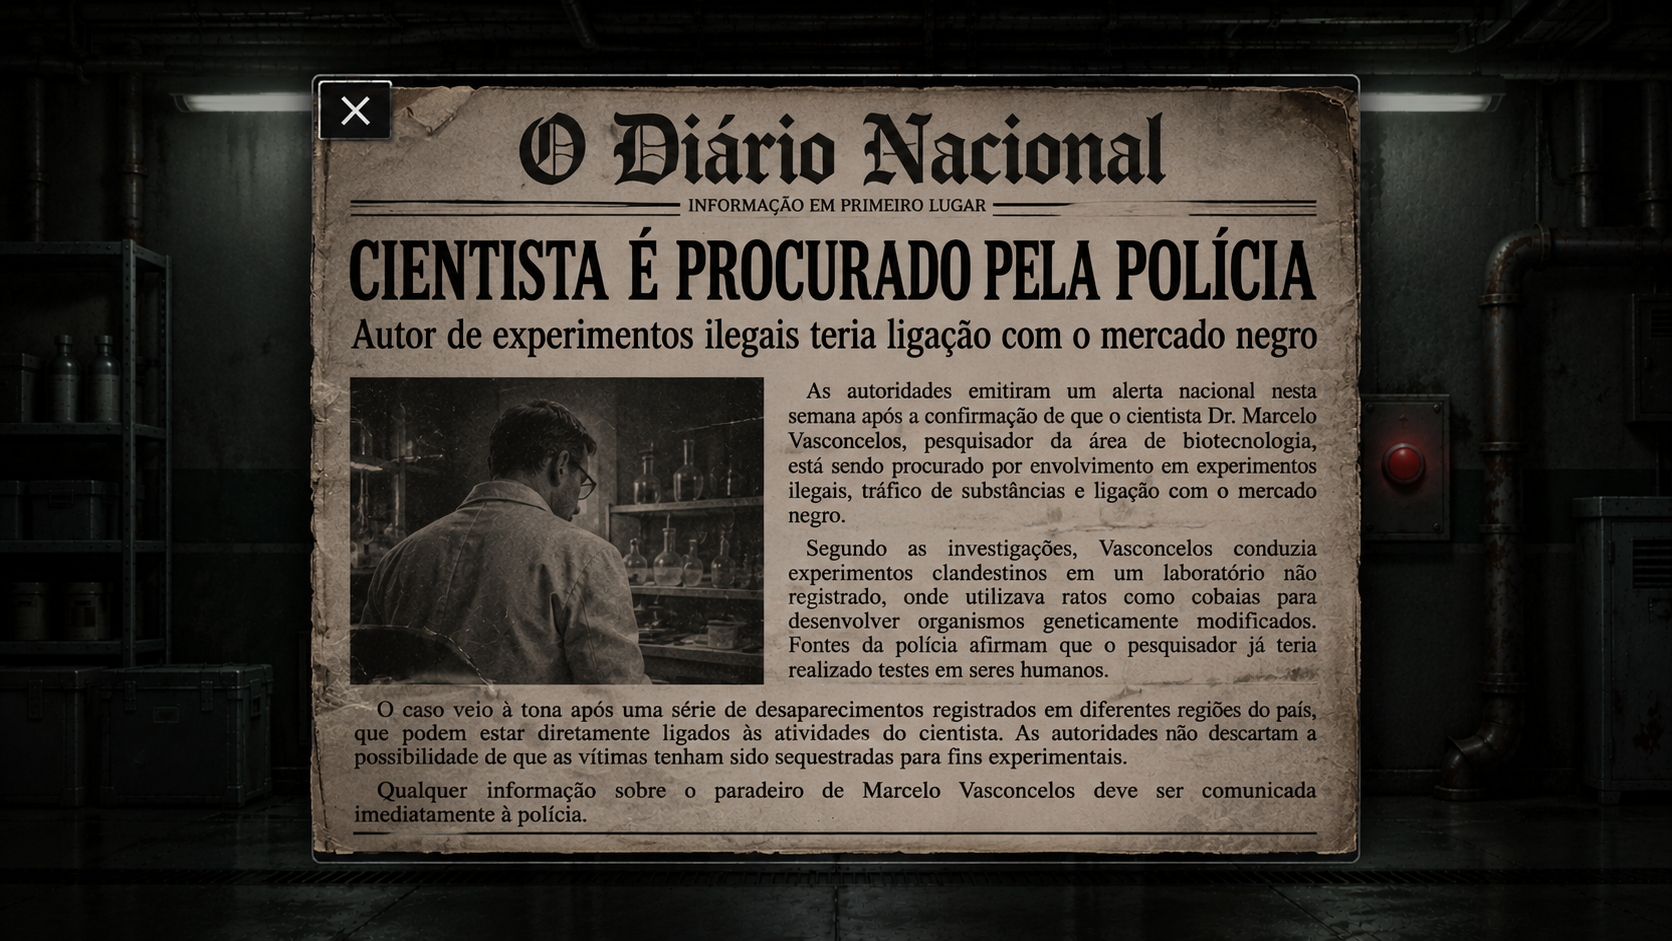 O Diário Nacional
INFORMAÇÃO EM PRIMEIRO LUGAR
CIENTISTA É PROCURADO PELA POLÍCIA
Autor de experimentos ilegais teria ligação com o mercado negro
As autoridades emitiram um alerta nacional nesta
semana após a confirmação de que o cientista Dr. Marcelo
Vasconcelos, pesquisador da área de biotecnologia,
está sendo procurado por envolvimento em experimentos
ilegais, tráfico de substâncias e ligação com o mercado
negro.
Segundo as investigações, Vasconcelos conduzia
experimentos clandestinos em um laboratório não
registrado, onde utilizava ratos como cobaias para
desenvolver organismos geneticamente modificados.
Fontes da polícia afirmam que o pesquisador já teria
realizado testes em seres humanos.
O caso veio à tona após uma série de desaparecimentos registrados em diferentes regiões do país,
que podem estar diretamente ligados às atividades do cientista. As autoridades não descartam a
possibilidade de que as vítimas tenham sido sequestradas para fins experimentais.
Qualquer informação sobre o paradeiro de Marcelo Vasconcelos deve ser comunicada
imediatamente à polícia.